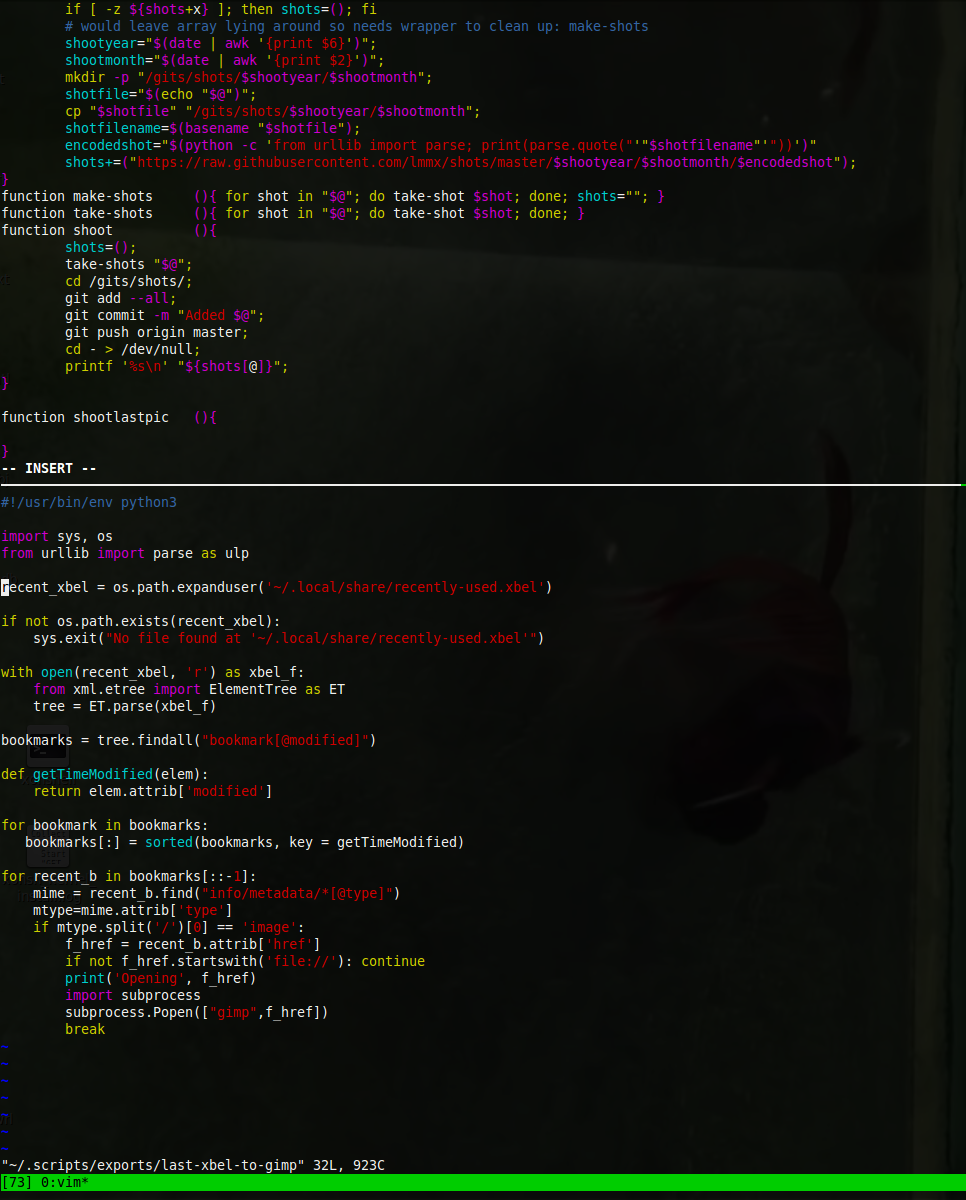 if [ -z ${shots+x} ]; then shots=(); fi
        # would leave array lying around so needs wrapper to clean up: make-shots
        shootyear="$(date | awk '{print $6}')";
        shootmonth="$(date | awk '{print $2}')";
        mkdir -p "/gits/shots/$shootyear/$shootmonth";
        shotfile="$(echo "$@")";
        cp "$shotfile" "/gits/shots/$shootyear/$shootmonth";
        shotfilename=$(basename "$shotfile");
        encodedshot="$(python -c 'from urllib import parse; print(parse.quote("'"$shotfilename"'"))')"
        shots+=("https://raw.githubusercontent.com/lmmx/shots/master/$shootyear/$shootmonth/$encodedshot");
}
function make-shots     (){ for shot in "$@"; do take-shot $shot; done; shots=""; }
function take-shots     (){ for shot in "$@"; do take-shot $shot; done; }
function shoot          (){
        shots=();
        take-shots "$@";
        cd /gits/shots/;
        git add --all;
        git commit -m "Added $@";
        git push origin master;
        cd - > /dev/null;
        printf '%s\n' "${shots[@]}";
}

function shootlastpic   (){

}
-- INSERT --
#!/usr/bin/env python3

import sys, os
from urllib import parse as ulp

recent_xbel = os.path.expanduser('~/.local/share/recently-used.xbel')

if not os.path.exists(recent_xbel):
    sys.exit("No file found at '~/.local/share/recently-used.xbel'")

with open(recent_xbel, 'r') as xbel_f:
    from xml.etree import ElementTree as ET
    tree = ET.parse(xbel_f)

bookmarks = tree.findall("bookmark[@modified]")

def getTimeModified(elem):
    return elem.attrib['modified']

for bookmark in bookmarks:
   bookmarks[:] = sorted(bookmarks, key = getTimeModified)

for recent_b in bookmarks[::-1]:
    mime = recent_b.find("info/metadata/*[@type]")
    mtype=mime.attrib['type']
    if mtype.split('/')[0] == 'image':
        f_href = recent_b.attrib['href']
        if not f_href.startswith('file://'): continue
        print('Opening', f_href)
        import subprocess
        subprocess.Popen(["gimp",f_href])
        break
~
~
~
~
~
~
~
"~/.scripts/exports/last-xbel-to-gimp" 32L, 923C
[73] 0:vim*